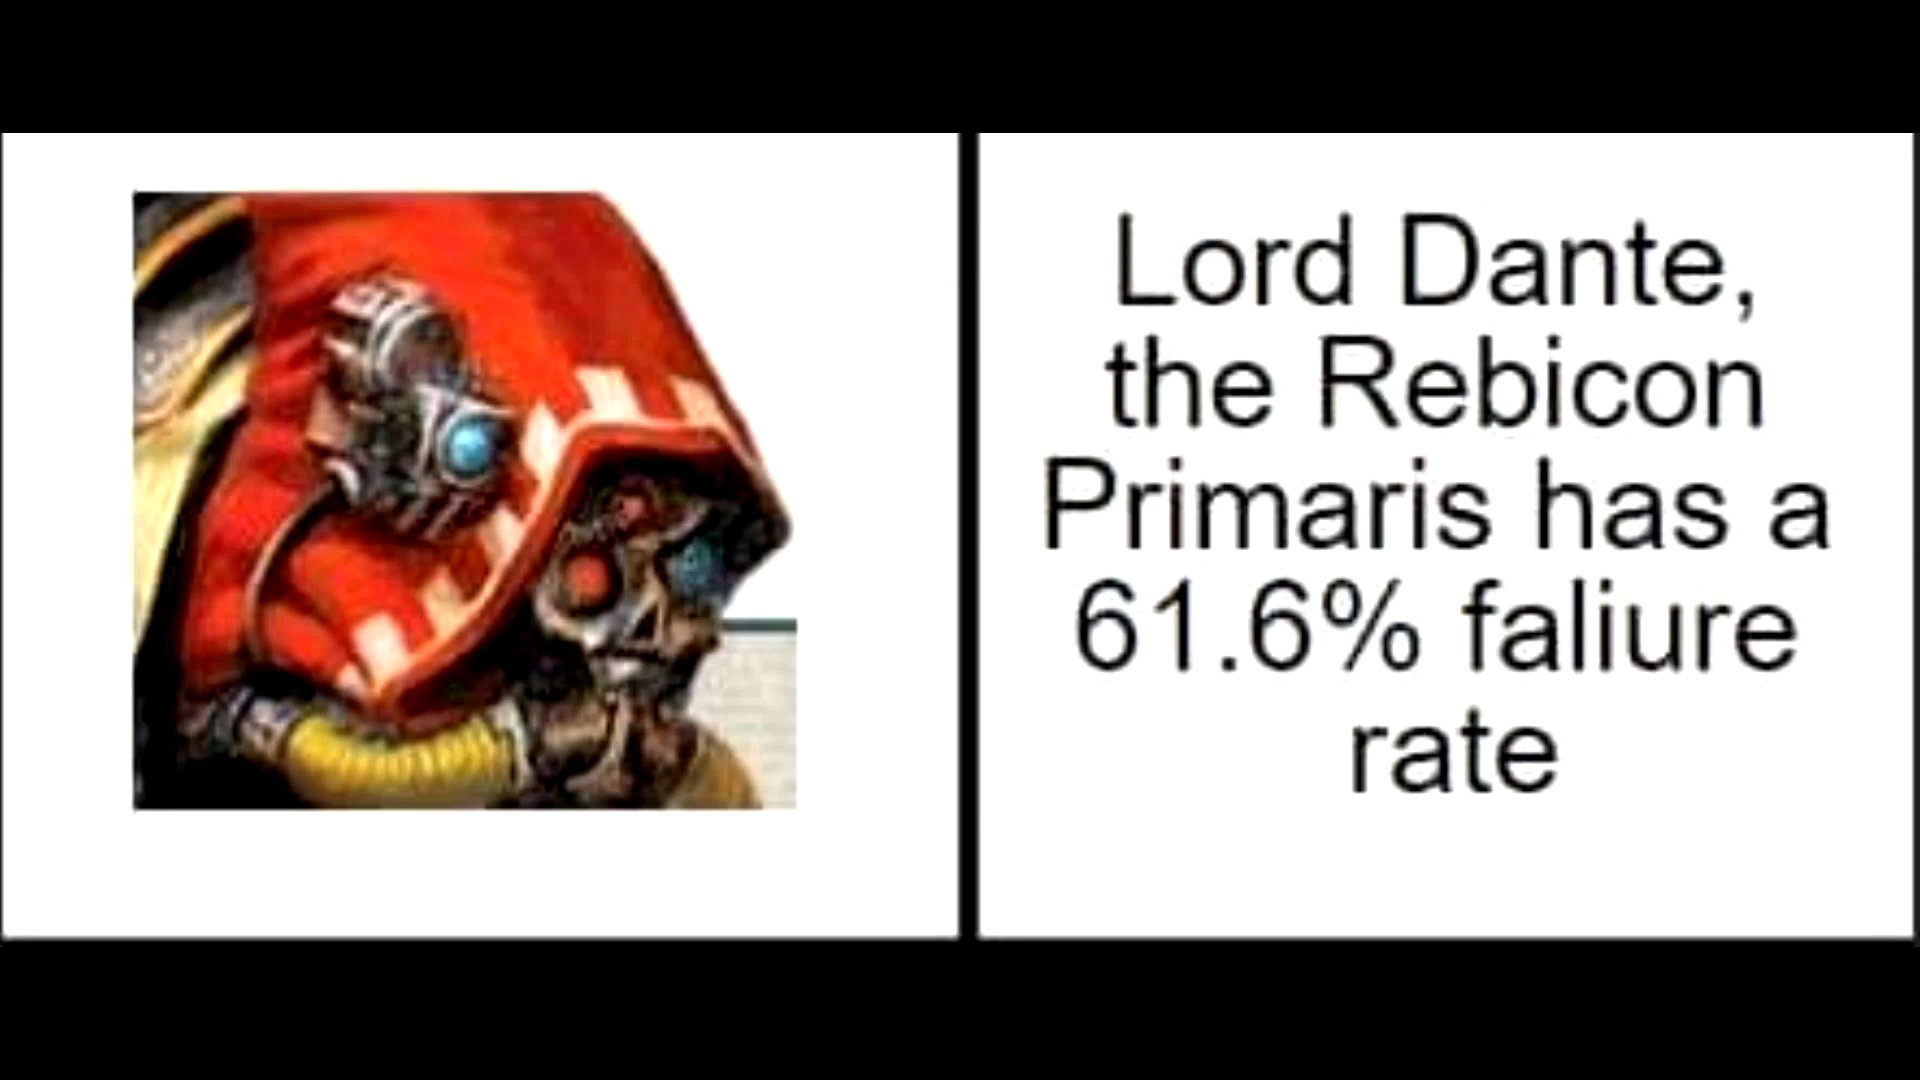 Lord Dante,
the Rebicon
Primaris has a
61.6% faliure
rate